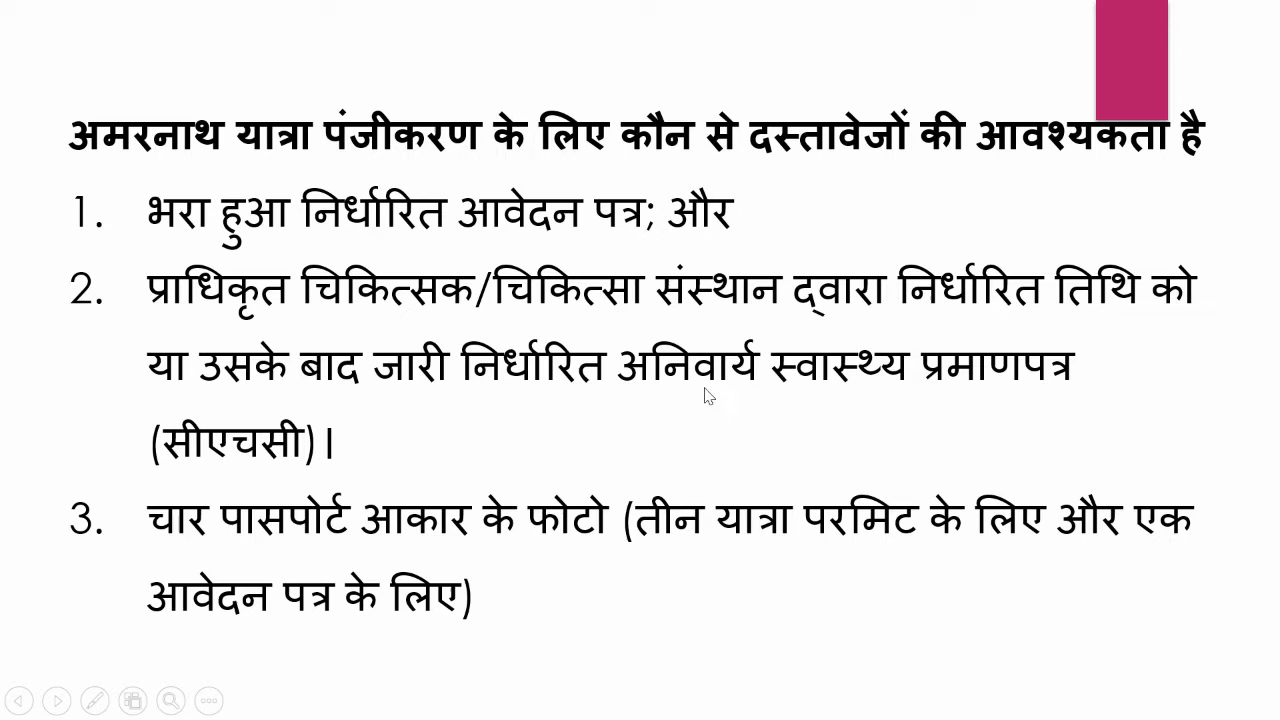 अमरनाथ यात्रा पंजीकरण के लिए कौन से दस्तावेजों की आवश्यकता है
1. भरा हुआ निर्धारित आवेदन पत्र; और
2. प्राधिकृत चिकित्सक/चिकित्सा संस्थान द्वारा निर्धारित तिथि को
या उसके बाद जारी निर्धारित अनिवार्य स्वास्थ्य प्रमाणपत्र
(सीएचसी)।
3. चार पासपोर्ट आकार के फोटो (तीन यात्रा परमिट के लिए और एक
आवेदन पत्र के लिए)